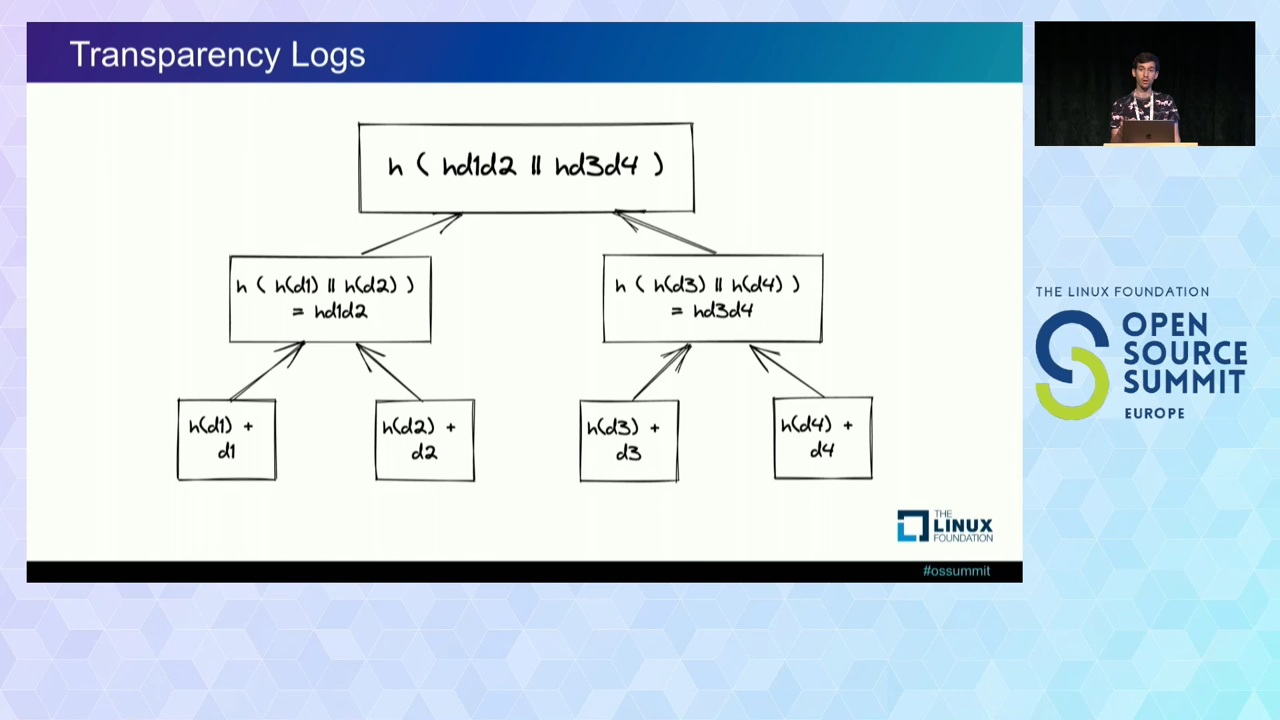 Transparency Logs
h ( hd1d2 || hd3d4 )
h ( h(d1) || h(d2) )
= hd1d2
h ( h(d3) || h(d4) )
= hd3d4
h(d1) +
d1
h(d2) +
d2
h(d3) +
d3
h(d4) +
d4
THE
LINUX
FOUNDATION
#ossummit
THE LINUX FOUNDATION
OPEN
SOURCE
SUMMIT
EUROPE